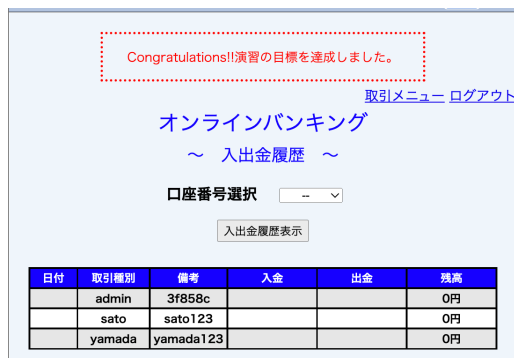 Congratulations!!演習の目標を達成しました。
取引メニュー ログアウト
オンラインバンキング
～ 入出金履歴 ～
口座番号選択 --
入出金履歴表示
日付 取引種別 備考 入金 出金 残高
admin 3f858c 0円
sato sato123 0円
yamada yamada123 0円